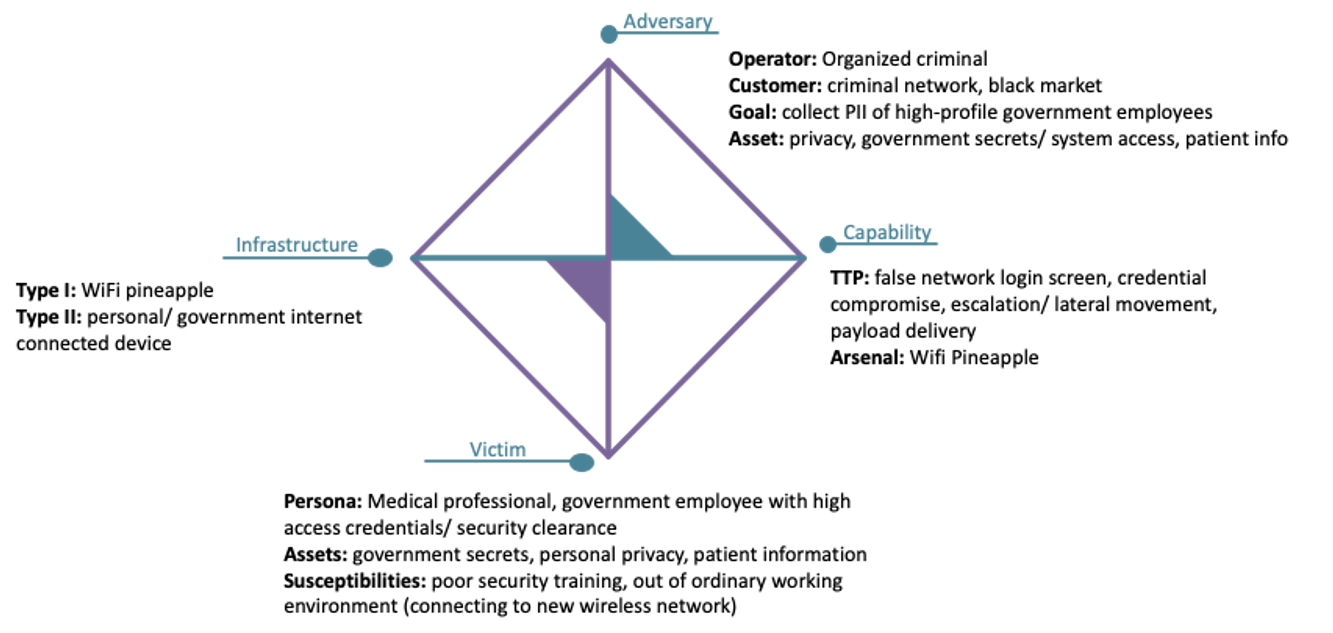 Adversary
Operator: Organized criminal
Customer: criminal network, black market
Goal: collect PII of high-profile government employees
Asset: privacy, government secrets/ system access, patient info
Infrastructure
Type I: WiFi pineapple
Type II: personal/ government internet
connected device
Capability
TTP: false network login screen, credential
compromise, escalation/ lateral movement,
payload delivery
Arsenal: Wifi Pineapple
Victim
Persona: Medical professional, government employee with high
access credentials/ security clearance
Assets: government secrets, personal privacy, patient information
Susceptibilities: poor security training, out of ordinary working
environment (connecting to new wireless network)